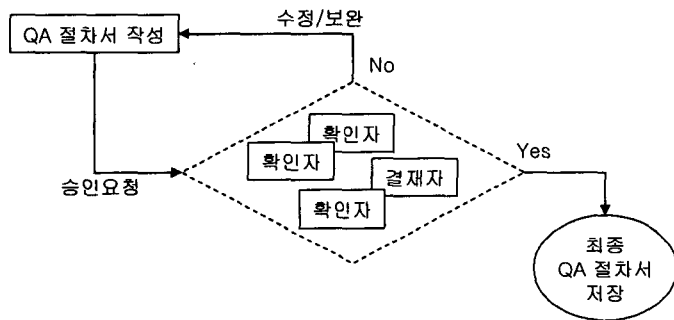 수정/보완
QA 절차서 작성
No
확인자
확인자
Yes
결재자
승인요청
확인자
최종
QA 절차서
저장